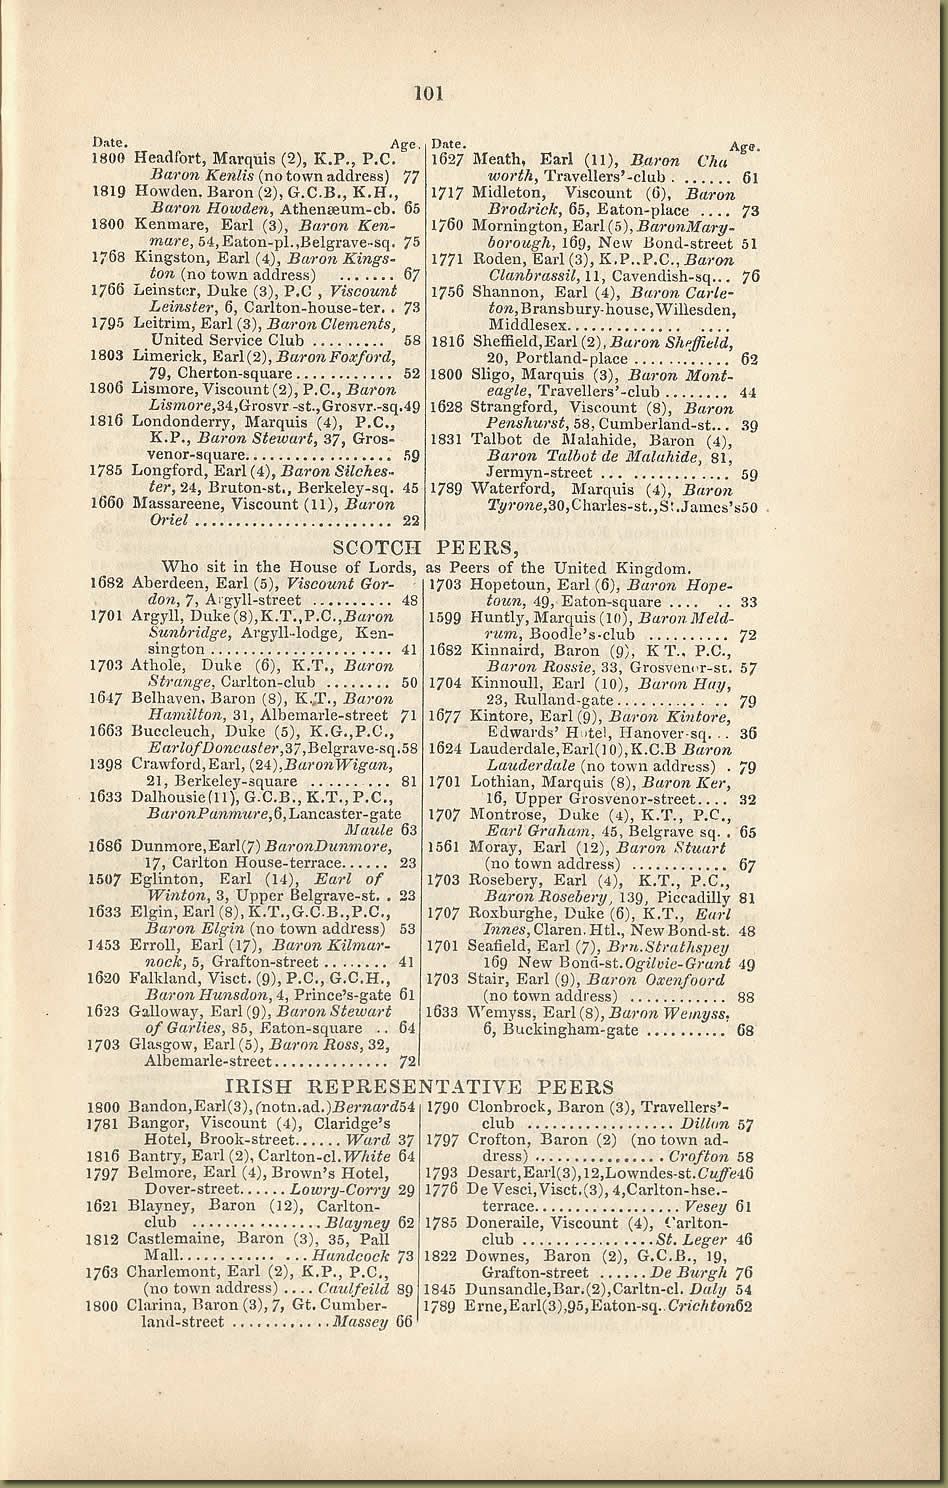 101
Date. Age.
1800 Headfort, Marquis (2), K.P., P.C.
Baron Kenlis (no town address) 77
1819 Howden. Baron (2), G.C.B., K.H.,
Baron Howden, Athenæum-cb. 65
1800 Kenmare, Earl (3), Baron Ken-
mare, 54, Eaton-pl., Belgrave-sq. 75
1768 Kingston, Earl (4), Baron Kings-
ton (no town address) ....... 67
1766 Leinster, Duke (3), P.C , Viscount
Leinster, 6, Carlton-house-ter. . 73
1795 Leitrim, Earl (3), Baron Clements,
United Service Club ......... 58
1803 Limerick, Earl (2), Baron Foxford,
79, Cherton-square ............ 52
1806 Lismore, Viscount (2), P.C., Baron
Lismore, 34, Grosvr -st., Grosvr.-sq. 49
1816 Londonderry, Marquis (4), P.C.,
K.P., Baron Stewart, 37, Gros-
venor-square.................. 59
1785 Longford, Earl (4), Baron Silches-
ter, 24, Bruton-st., Berkeley-sq. 45
1660 Massareene, Viscount (11), Baron
Oriel ........................ 22
Date. Age.
1627 Meath, Earl (11), Baron Cha
worth, Travellers'-club . ...... 61
1717 Midleton, Viscount (6), Baron
Brodrick, 65, Eaton-place .... 73
1760 Mornington, Earl (5), Baron Mary-
borough, 169, New Bond-street 51
1771 Roden, Earl (3), K.P..P.C., Baron
Clanbrassil, 11, Cavendish-sq... 76
1756 Shannon, Earl (4), Baron Carle-
ton, Bransbury-house, Willesden,
Middlesex.............. ....
1816 Sheffield, Earl (2), Baron Sheffield,
20, Portland-place ............ 62
1800 Sligo, Marquis (3), Baron Mont-
eagle, Travellers'-club ........ 44
1628 Strangford, Viscount (8), Baron
Penshurst, 58, Cumberland-st... 39
1831 Talbot de Malahide, Baron (4),
Baron Talbot de Malahide, 81,
Jermyn-street ... ............. 59
1789 Waterford, Marquis (4), Baron
Tyrone, 30, Charles-st., St. James's 50
SCOTCH PEERS,
Who sit in the House of Lords, as Peers of the United Kingdom.
1682 Aberdeen, Earl (5), Viscount Gor-
don, 7, Argyll-street .......... 48
1701 Argyll, Duke (8), K.T., P.C., Baron
Sunbridge, Argyll-lodge, Ken-
sington ...................... 41
1703 Athole, Duke (6), K.T., Baron
Strange, Carlton-club ........ 50
1647 Belhaven, Baron (8), K.T., Baron
Hamilton, 31, Albemarle-street 71
1663 Buccleuch, Duke (5), K.G., P.C.,
Earl of Doncaster, 37, Belgrave-sq. 58
1398 Crawford, Earl, (24), Baron Wigan,
21, Berkeley-square .......... 81
1633 Dalhousie (11), G.C.B., K.T., P.C.,
Baron Panmure, 6, Lancaster-gate
Maule 63
1686 Dunmore, Earl (7) Baron Dunmore,
17, Carlton House-terrace...... 23
1507 Eglinton, Earl (14), Earl of
Winton, 3, Upper Belgrave-st. . 23
1633 Elgin, Earl (8), K.T., G.C.B., P.C.,
Baron Elgin (no town address) 53
1453 Erroll, Earl (17), Baron Kilmar-
nock, 5, Grafton-street ........ 41
1620 Falkland, Visct. (9), P.C., G.C.H.,
Baron Hunsdon, 4, Prince's-gate 61
1623 Galloway, Earl (9), Baron Stewart
of Garlies, 85, Eaton-square .. 64
1703 Glasgow, Earl (5), Baron Ross, 32,
Albemarle-street.............. 72
1703 Hopetoun, Earl (6), Baron Hope-
toun, 49, Eaton-square .... .. 33
1599 Huntly, Marquis (10), Baron Meld-
rum, Boodle's-club .......... 72
1682 Kinnaird, Baron (9), K T., P.C.,
Baron Rossie, 33, Grosvenor-st. 57
1704 Kinnoull, Earl (10), Baron Hay,
23, Rulland-gate ............. 79
1677 Kintore, Earl (9), Baron Kintore,
Edwards' Hotel, Hanover-sq. .. 36
1624 Lauderdale, Earl (10), K.C.B Baron
Lauderdale (no town address) . 79
1701 Lothian, Marquis (8), Baron Ker,
16, Upper Grosvenor-street.... 32
1707 Montrose, Duke (4), K.T., P.C.,
Earl Graham, 45, Belgrave sq. . 65
1561 Moray, Earl (12), Baron Stuart
(no town address) ............ 67
1703 Rosebery, Earl (4), K.T., P.C.,
Baron Rosebery, 139, Piccadilly 81
1707 Roxburghe, Duke (6), K.T., Earl
Innes, Claren. Htl., New Bond-st. 48
1701 Seafield, Earl (7), Brn. Strathspey
169 New Bond-st. Ogilvie-Grant 49
1703 Stair, Earl (9), Baron Oxenfoord
(no town address) ............ 88
1633 Wemyss, Earl (8), Baron Wemyss,
6, Buckingham-gate .......... 68
IRISH REPRESENTATIVE PEERS
1800 Bandon, Earl (3), (notn.ad.) Bernard 54
1781 Bangor, Viscount (4), Claridge's
Hotel, Brook-street...... Ward 37
1816 Bantry, Earl (2), Carlton-cl. White 64
1797 Belmore, Earl (4), Brown's Hotel,
Dover-street...... Lowry-Corry 29
1621 Blayney, Baron (12), Carlton-
club ................ Blayney 62
1812 Castlemaine, Baron (3), 35, Pall
Mall............ ... Handcock 73
1763 Charlemont, Earl (2), K.P., P.C.,
(no town address) .... Caulfeild 89
1800 Clarina, Baron (3), 7, Gt. Cumber-
land-street ............ Massey 66
1790 Clonbrock, Baron (3), Travellers'-
club .................. Dillon 57
1797 Crofton, Baron (2) (no town ad-
dress) ................ Crofton 58
1793 Desart, Earl (3), 12, Lowndes-st. Cuffe 46
1776 De Vesci, Visct. (3), 4, Carlton-hse.-
terrace.................. Vesey 61
1785 Doneraile, Viscount (4), Carlton-
club ................ St. Leger 46
1822 Downes, Baron (2), G.C.B., 19,
Grafton-street ...... De Burgh 76
1845 Dunsandle, Bar. (2), Carltn-cl. Daly 54
1789 Erne, Earl (3), 95, Eaton-sq.. Crichton 62